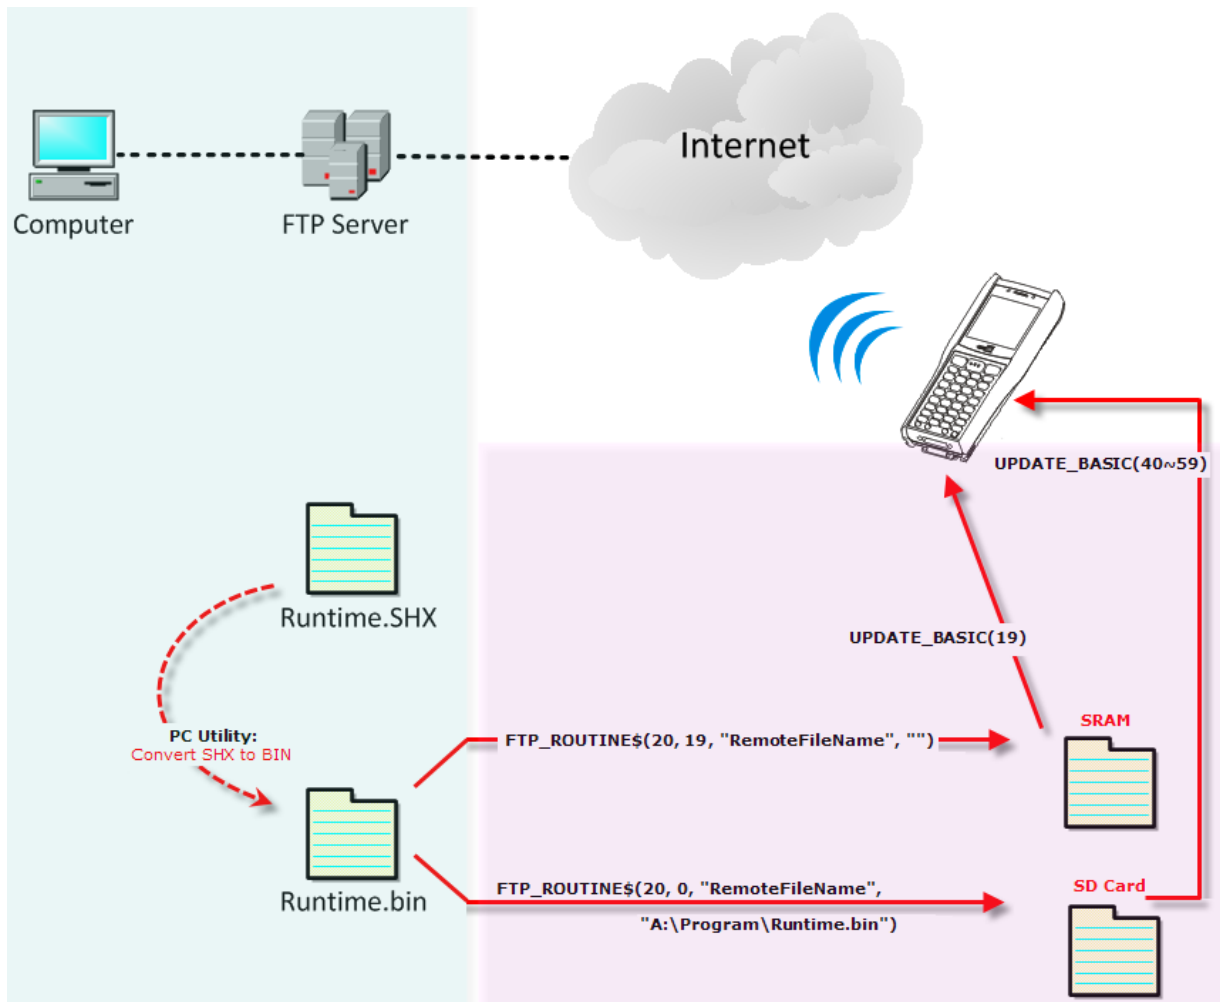 Internet
Computer
FTP Server
UPDATE_BASIC(40~59)
Runtime.SHX
UPDATE_BASIC(19)
PC Utility:
Convert SHX to BIN
SRAM
FTP_ROUTINE$(20, 19, "RemoteFileName", "")
Runtime.bin
FTP_ROUTINE$(20, 0, "RemoteFileName",
"A:\Program\Runtime.bin")
SD Card